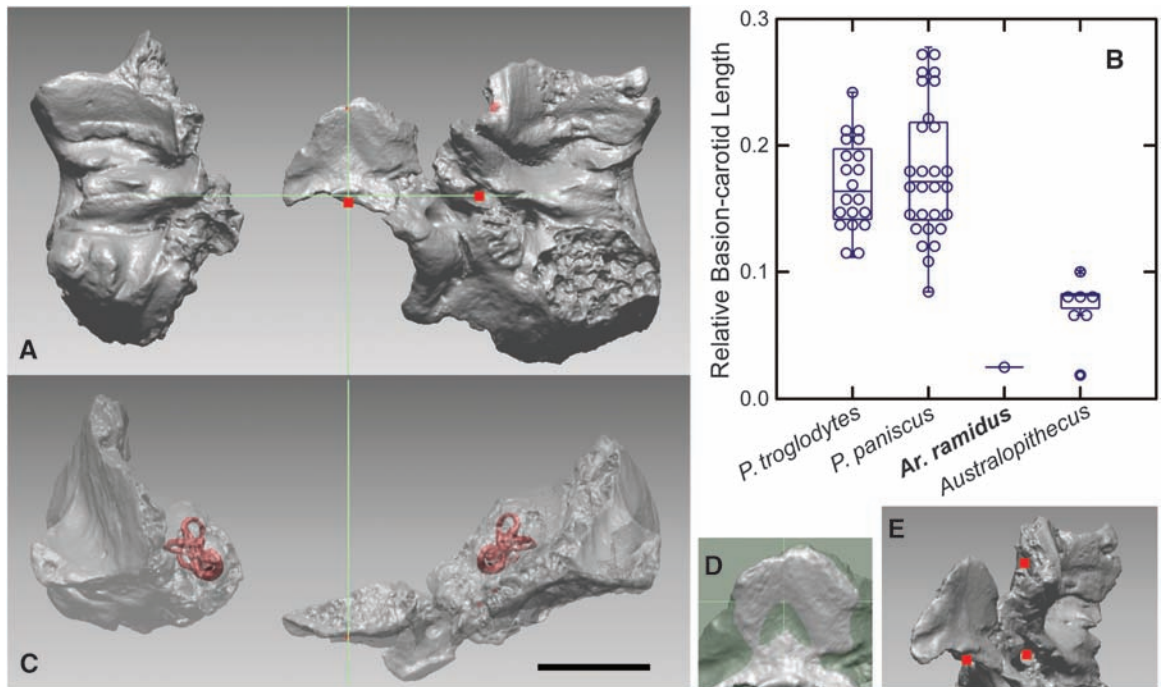 A
B
Relative Basion-carotid Length
0.3
0.2
0.1
0.0
P. troglodytes
P. paniscus
Ar. ramidus
Australopithecus
C
D
E